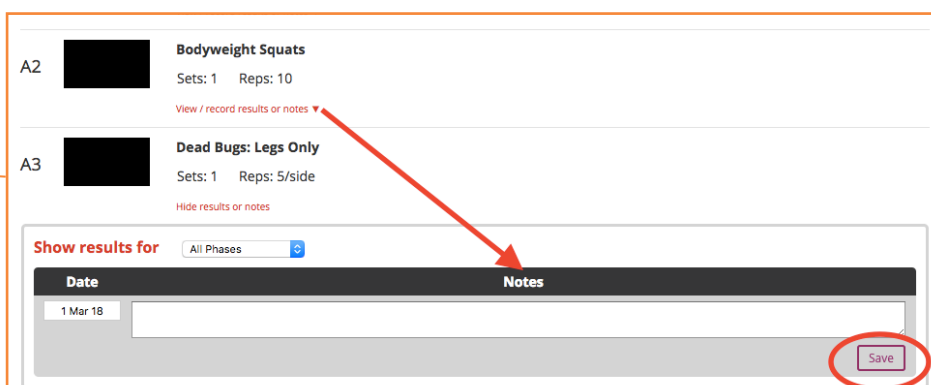 Bodyweight Squats
A2
Sets: 1 Reps: 10
View / record results or notes ▼
Dead Bugs: Legs Only
A3
Sets: 1 Reps: 5/side
Hide results or notes
Show results for All Phases
Date Notes
1 Mar 18
Save